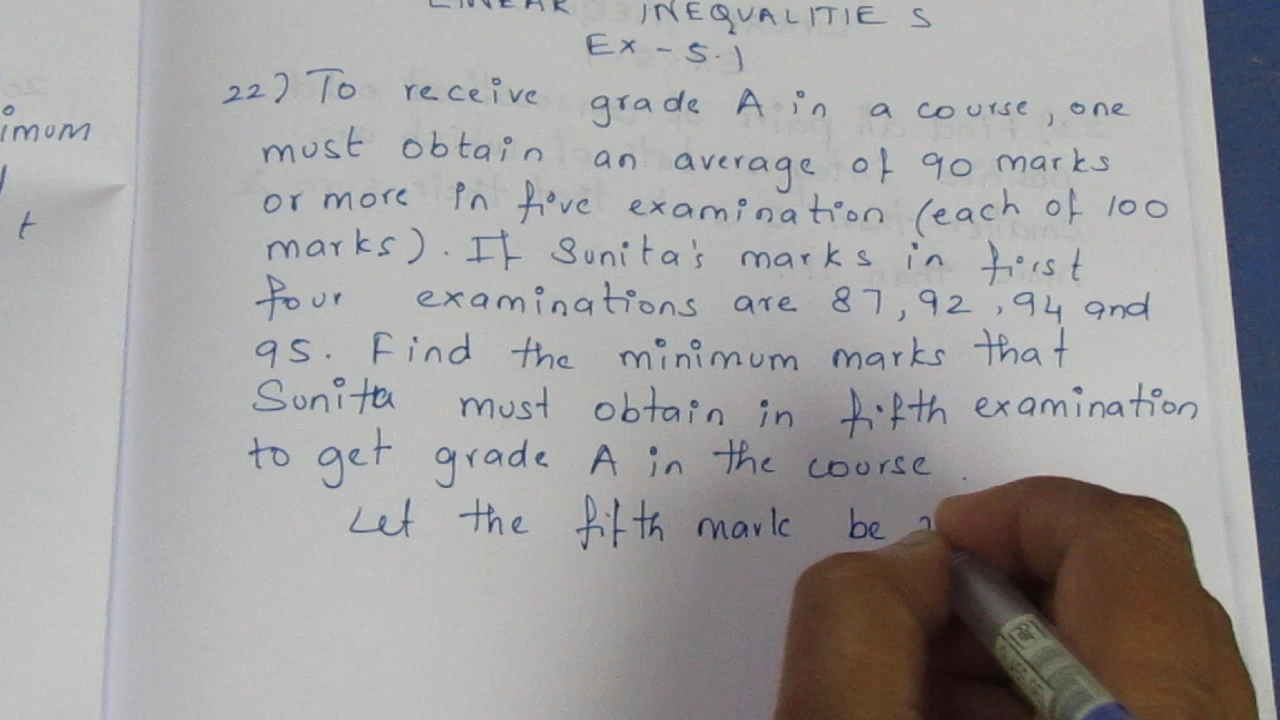 LINEAR INEQUALITIES
Ex - 5.1
22) To receive grade A in a course, one
must obtain an average of 90 marks
or more in five examination (each of 100
marks). If Sunita's marks in first
four examinations are 87, 92, 94 and
95. Find the minimum marks that
Sunita must obtain in fifth examination
to get grade A in the course.
Let the fifth mark be
imum
t